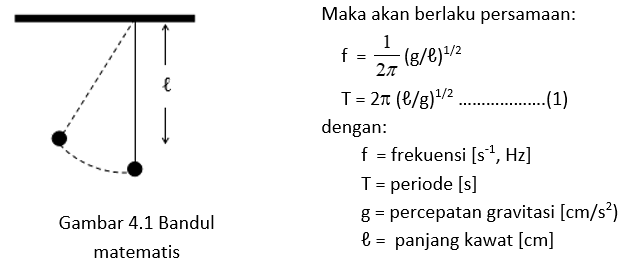 ℓ
Gambar 4.1 Bandul
matematis
Maka akan berlaku persamaan:
f = 1/2π (g/ℓ)^1/2
T = 2π (ℓ/g)^1/2 ...................(1)
dengan:
f = frekuensi [s^-1, Hz]
T = periode [s]
g = percepatan gravitasi [cm/s^2)
ℓ = panjang kawat [cm]